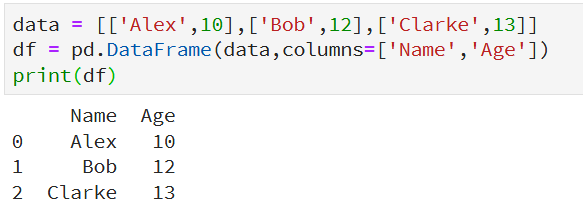 data = [['Alex',10],['Bob',12],['Clarke',13]]
df = pd.DataFrame(data,columns=['Name','Age'])
print(df)
     Name  Age
0    Alex   10
1     Bob   12
2  Clarke   13